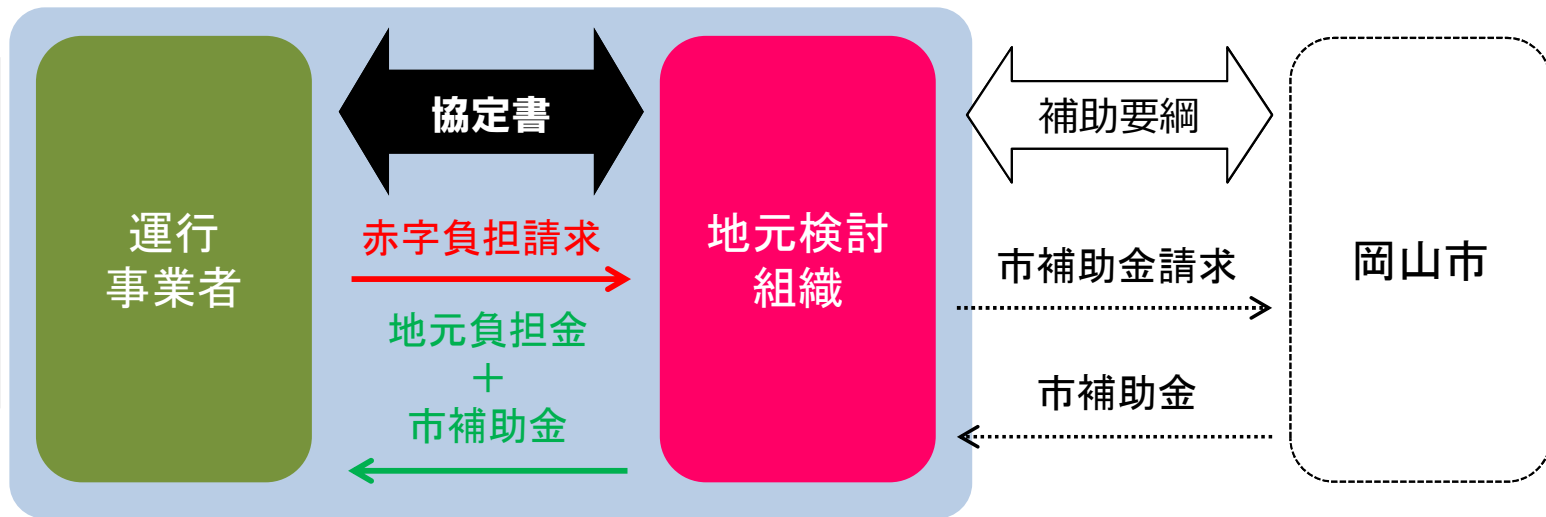 運行
事業者
協定書
赤字負担請求
地元負担金
＋
市補助金
地元検討
組織
補助要綱
市補助金請求
市補助金
岡山市